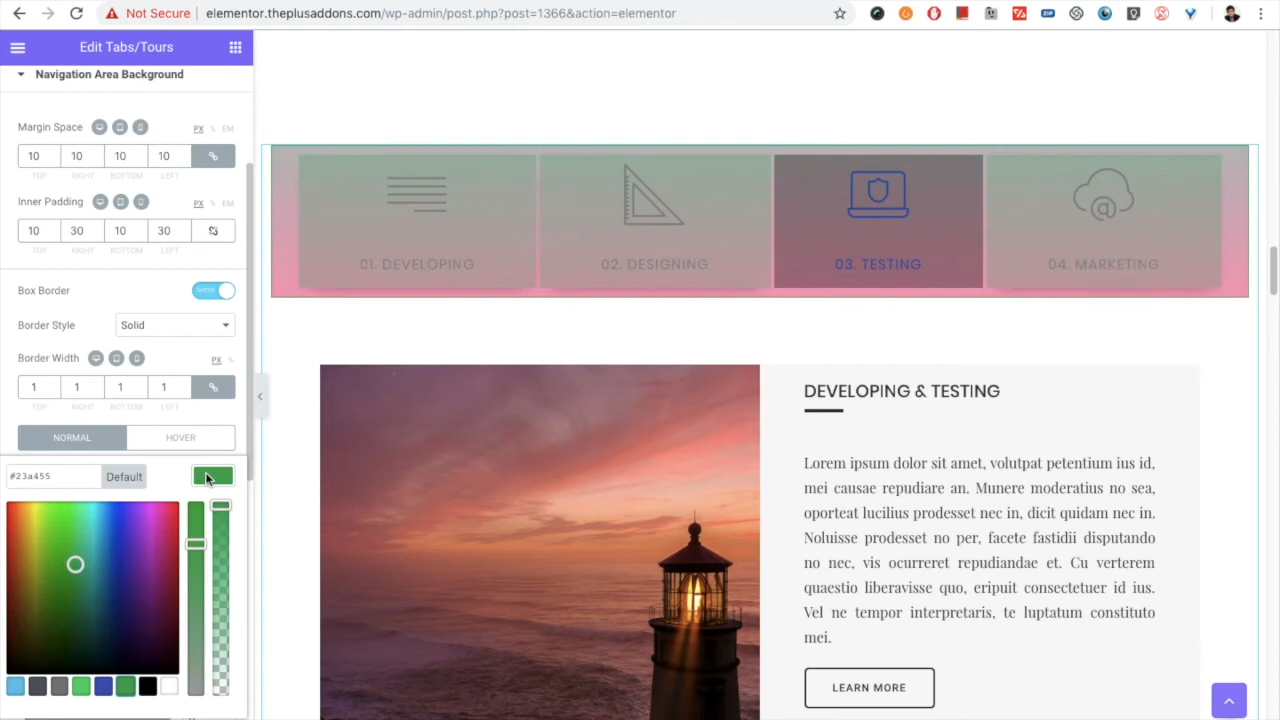 Not Secure elementor.theplusaddons.com/wp-admin/post.php?post=1366&action=elementor
ZIP
Edit Tabs/Tours
Navigation Area Background
Margin Space PX % EM
10 10 10 10
TOP RIGHT BOTTOM LEFT
Inner Padding PX % EM
10 30 10 30
TOP RIGHT BOTTOM LEFT
Box Border SHOW
Border Style Solid
Border Width PX %
1 1 1 1
TOP RIGHT BOTTOM LEFT
NORMAL HOVER
#23a455 Default
01. DEVELOPING
02. DESIGNING
03. TESTING
04. MARKETING
DEVELOPING & TESTING
Lorem ipsum dolor sit amet, volutpat petentium ius id,
mei causae repudiare an. Munere moderatius no sea,
oporteat lucilius prodesset nec in, dicit quidam nec in.
Noluisse prodesset no per, facete fastidii disputando
no nec, vis ocurreret repudiandae et. Cu verterem
quaestio liberavisse quo, eripuit consectetuer id ius.
Vel ne tempor interpretaris, te luptatum constituto
mei.
LEARN MORE